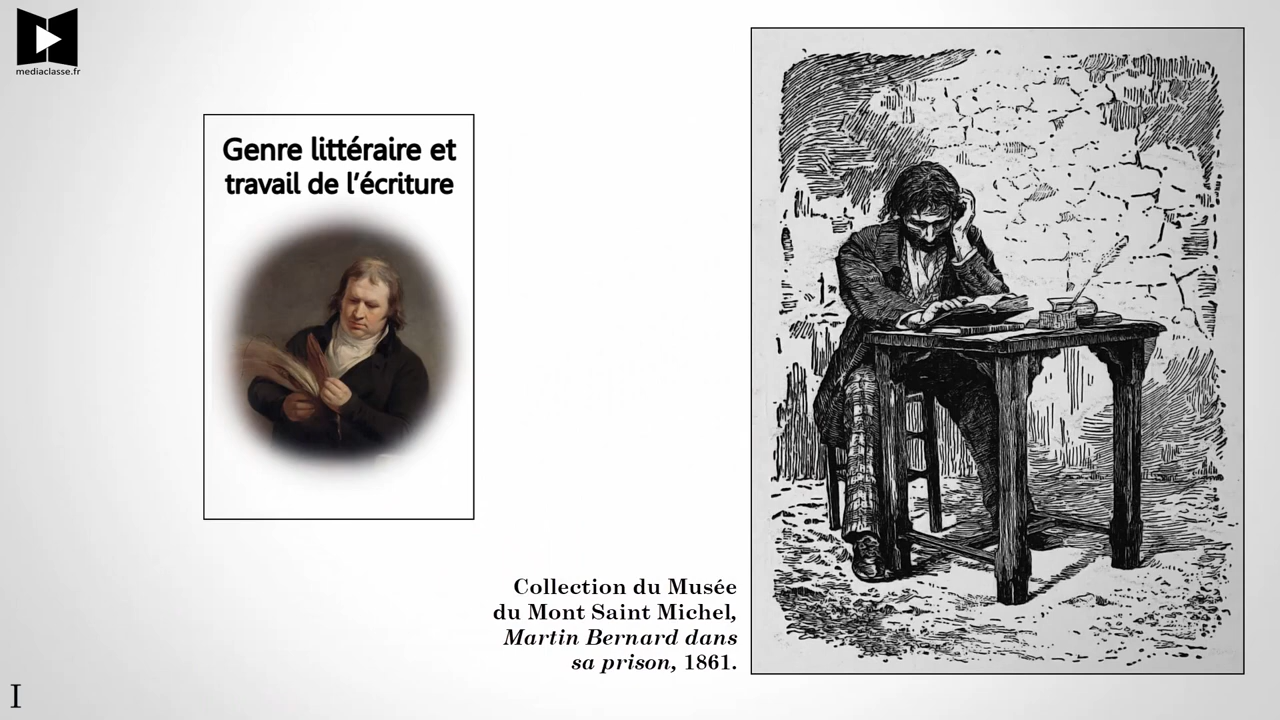 mediaclasse.fr
Genre littéraire et
travail de l’écriture
Collection du Musée
du Mont Saint Michel,
Martin Bernard dans
sa prison, 1861.
I